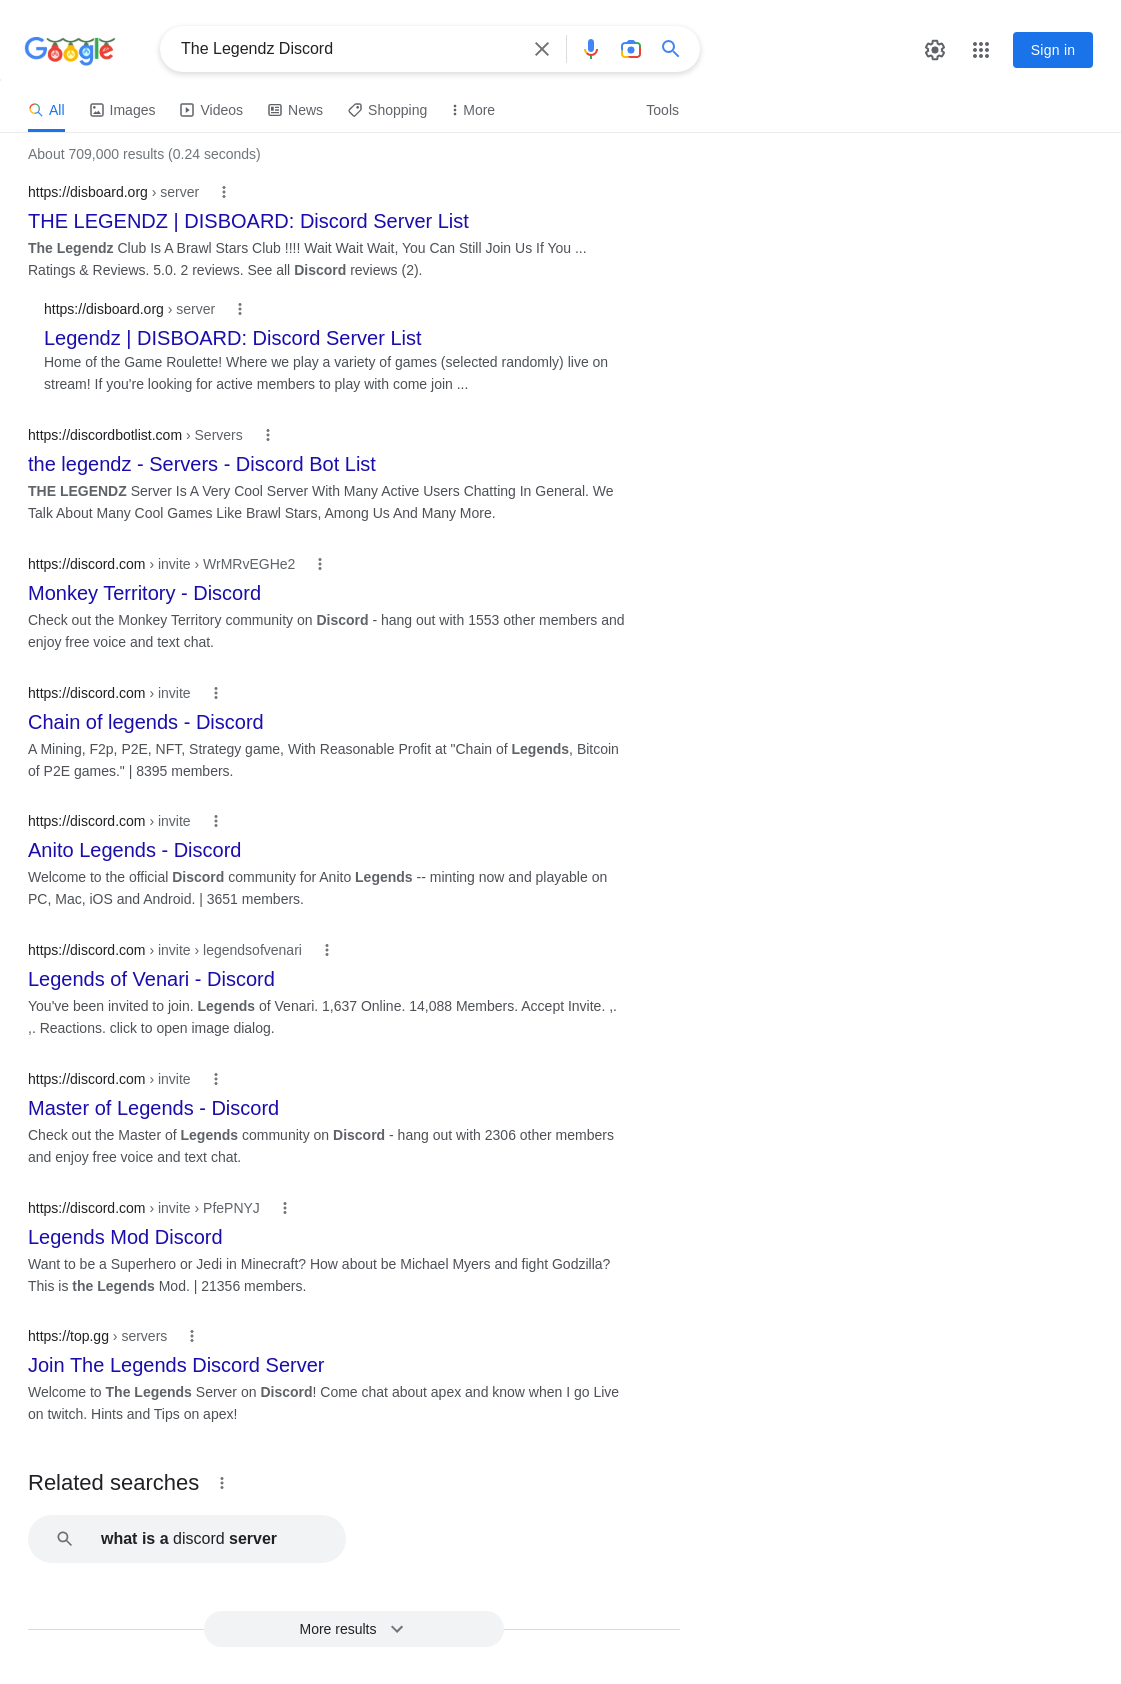 Google
The Legendz Discord
Sign in
All
Images
Videos
News
Shopping
More
Tools
About 709,000 results (0.24 seconds)
https://disboard.org › server
THE LEGENDZ | DISBOARD: Discord Server List
The Legendz Club Is A Brawl Stars Club !!!! Wait Wait Wait, You Can Still Join Us If You ...
Ratings & Reviews. 5.0. 2 reviews. See all Discord reviews (2).
https://disboard.org › server
Legendz | DISBOARD: Discord Server List
Home of the Game Roulette! Where we play a variety of games (selected randomly) live on
stream! If you're looking for active members to play with come join ...
https://discordbotlist.com › Servers
the legendz - Servers - Discord Bot List
THE LEGENDZ Server Is A Very Cool Server With Many Active Users Chatting In General. We
Talk About Many Cool Games Like Brawl Stars, Among Us And Many More.
https://discord.com › invite › WrMRvEGHe2
Monkey Territory - Discord
Check out the Monkey Territory community on Discord - hang out with 1553 other members and
enjoy free voice and text chat.
https://discord.com › invite
Chain of legends - Discord
A Mining, F2p, P2E, NFT, Strategy game, With Reasonable Profit at "Chain of Legends, Bitcoin
of P2E games." | 8395 members.
https://discord.com › invite
Anito Legends - Discord
Welcome to the official Discord community for Anito Legends -- minting now and playable on
PC, Mac, iOS and Android. | 3651 members.
https://discord.com › invite › legendsofvenari
Legends of Venari - Discord
You've been invited to join. Legends of Venari. 1,637 Online. 14,088 Members. Accept Invite. ,.
,. Reactions. click to open image dialog.
https://discord.com › invite
Master of Legends - Discord
Check out the Master of Legends community on Discord - hang out with 2306 other members
and enjoy free voice and text chat.
https://discord.com › invite › PfePNYJ
Legends Mod Discord
Want to be a Superhero or Jedi in Minecraft? How about be Michael Myers and fight Godzilla?
This is the Legends Mod. | 21356 members.
https://top.gg › servers
Join The Legends Discord Server
Welcome to The Legends Server on Discord! Come chat about apex and know when I go Live
on twitch. Hints and Tips on apex!
Related searches
what is a discord server
More results